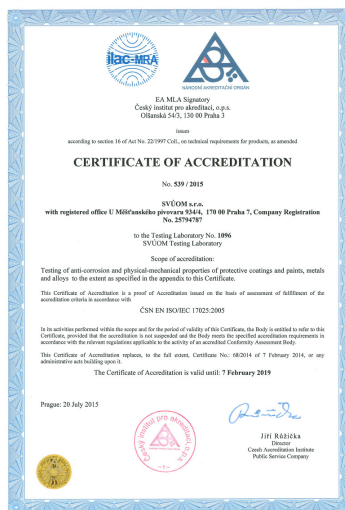 ilac-MRA
NÁRODNÍ AKREDITAČNÍ ORGÁN
EA MLA Signatory
Český institut pro akreditaci, o.p.s.
Olšanská 54/3, 130 00 Praha 3
issues
according to section 16 of Act No. 22/1997 Coll., on technical requirements for products, as amended
CERTIFICATE OF ACCREDITATION
No. 539 / 2015
SVÚOM s.r.o.
with registered office U Měšťanského pivovaru 934/4, 170 00 Praha 7, Company Registration
No. 25794787
to the Testing Laboratory No. 1096
SVÚOM Testing Laboratory
Scope of accreditation:
Testing of anti-corrosion and physical-mechanical properties of protective coatings and paints, metals
and alloys to the extent as specified in the appendix to this Certificate.
This Certificate of Accreditation is a proof of Accreditation issued on the basis of assessment of fulfillment of the
accreditation criteria in accordance with
ČSN EN ISO/IEC 17025:2005
In its activities performed within the scope and for the period of validity of this Certificate, the Body is entitled to refer to this
Certificate, provided that the accreditation is not suspended and the Body meets the specified accreditation requirements in
accordance with the relevant regulations applicable to the activity of an accredited Conformity Assessment Body.
This Certificate of Accreditation replaces, to the full extent, Certificate No.: 68/2014 of 7 February 2014, or any
administrative acts building upon it.
The Certificate of Accreditation is valid until: 7 February 2019
Prague: 20 July 2015
Český institut pro akreditaci, o.p.s.
-1-
Jiří Růžička
Director
Czech Accreditation Institute
Public Service Company